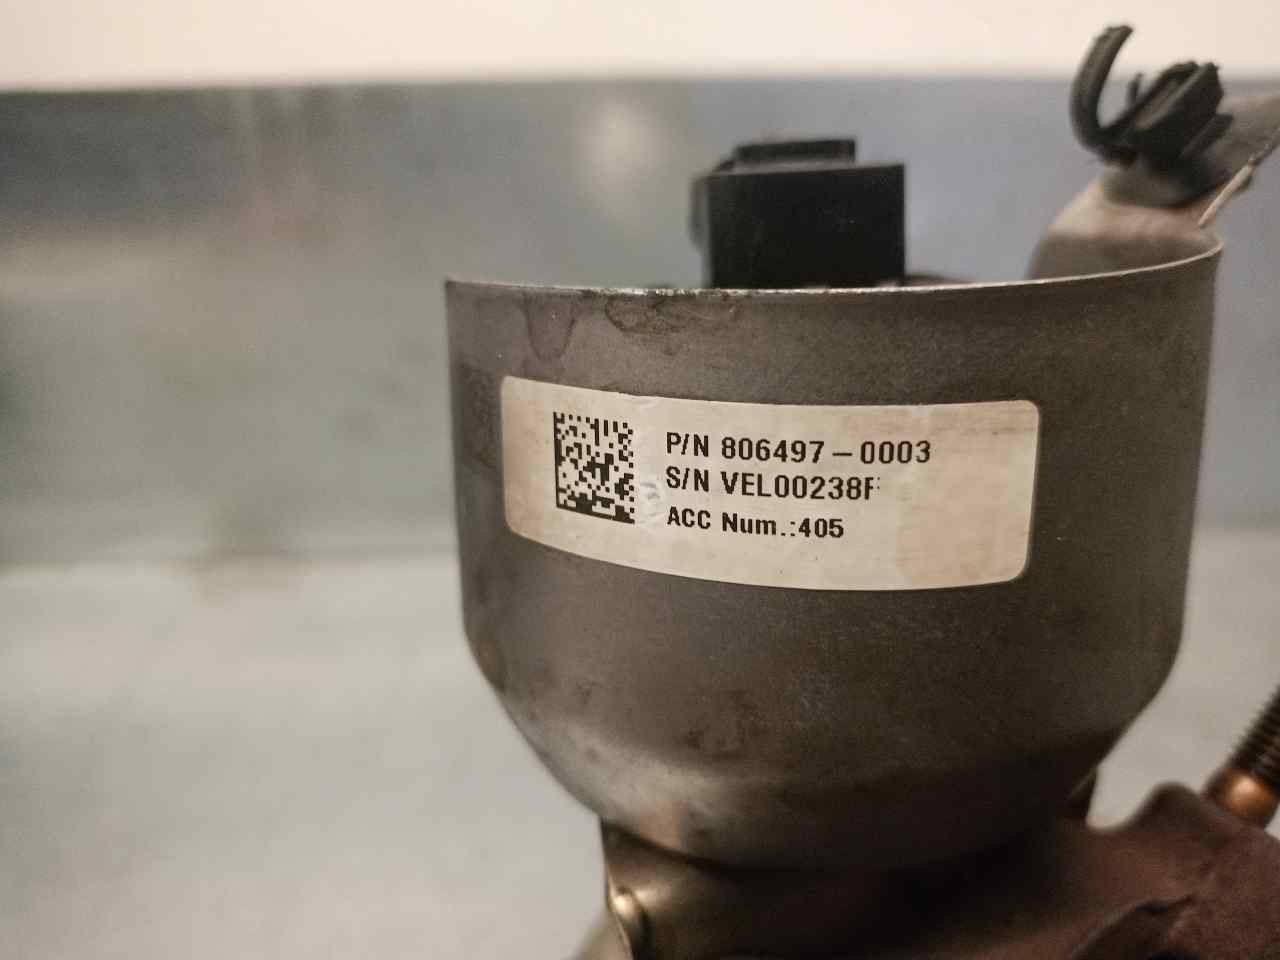 P/N 806497-0003
S/N VEL00238F
ACC Num.:405